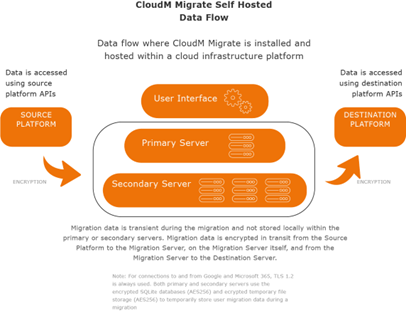 CloudM Migrate Self Hosted
Data Flow
Data flow where CloudM Migrate is installed and
hosted within a cloud infrastructure platform
Data is accessed
using source
platform APIs
SOURCE
PLATFORM
ENCRYPTION
User Interface
Primary Server
Secondary Server
Data is accessed
using destination
platform APIs
DESTINATION
PLATFORM
ENCRYPTION
Migration data is transient during the migration and not stored locally within the
primary or secondary servers. Migration data is encrypted in transit from the Source
Platform to the Migration Server, on the Migration Server itself, and from the
Migration Server to the Destination Server.
Note: For connections to and from Google and Microsoft 365, TLS 1.2
is always used. Both primary and secondary servers use the
encrypted SQLite databases (AES256) and ecrypted temporary file
storage (AES256) to temporarily store user migration data during a
migration